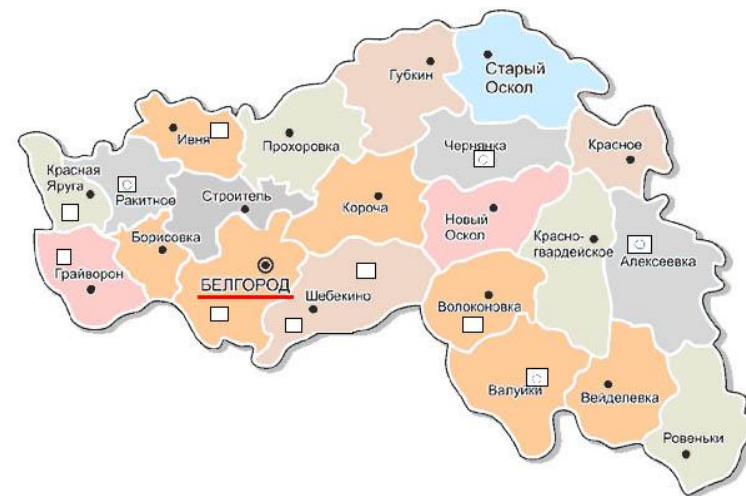 Губкин
Старый
Оскол
Ивня
Прохоровка
Чернянка
Красное
Красная
Яруга
Ракитное
Строитель
Короча
Новый
Оскол
Красно-
гвардейское
Алексеевка
Борисовка
Грайворон
БЕЛГОРОД
Шебекино
Волоконовка
Валуйки
Вейделевка
Ровеньки